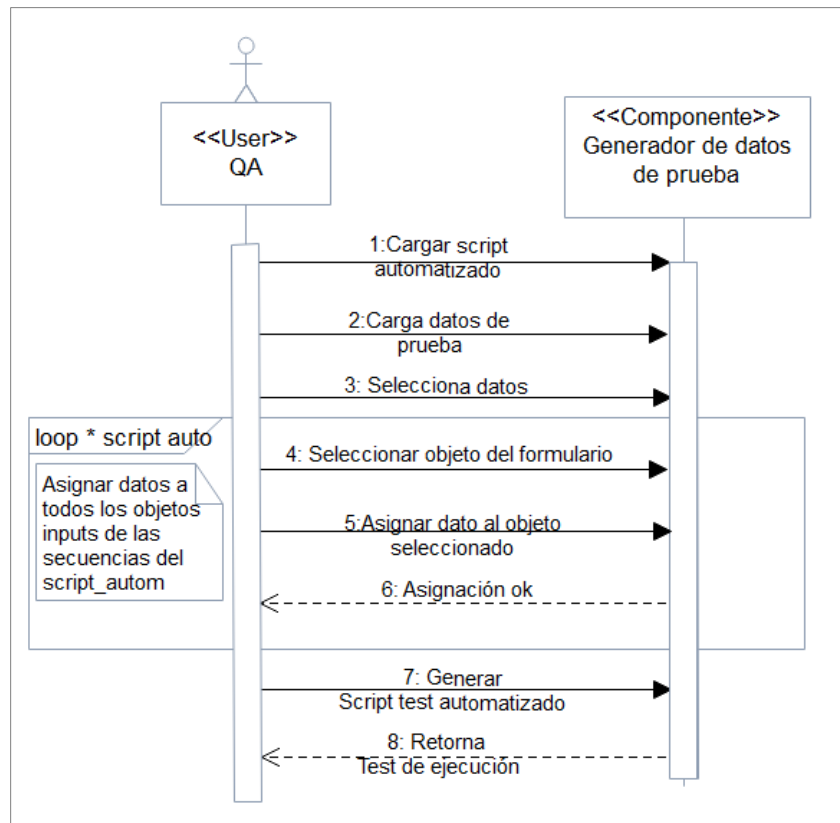 <<User>>
QA
<<Componente>>
Generador de datos
de prueba
1:Cargar script
automatizado
2:Carga datos de
prueba
3: Selecciona datos
loop * script auto
Asignar datos a
todos los objetos
inputs de las
secuencias del
script_autom
4: Seleccionar objeto del formulario
5:Asignar dato al objeto
seleccionado
6: Asignación ok
7: Generar
Script test automatizado
8: Retorna
Test de ejecución